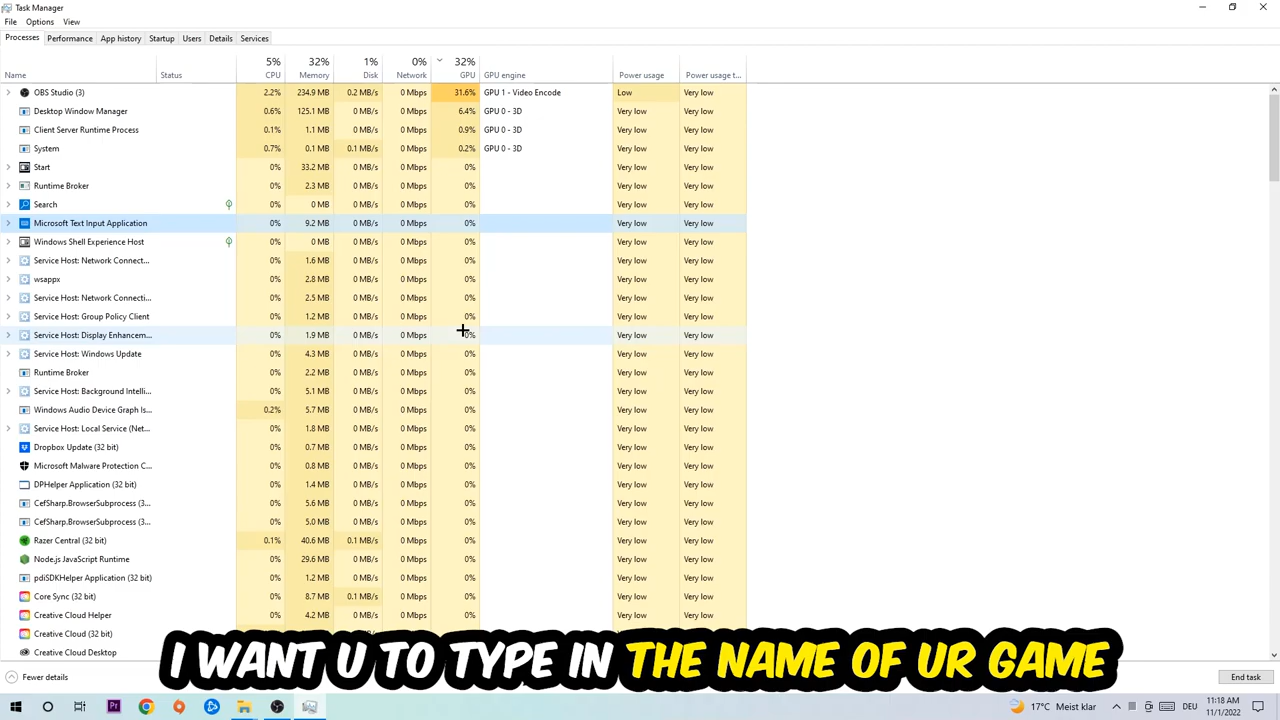 Task Manager
File Options View
Processes Performance App history Startup Users Details Services
5% 32% 1% 0% 32%
Name Status CPU Memory Disk Network GPU GPU engine Power usage Power usage t...
OBS Studio (3) 2.2% 234.9 MB 0.2 MB/s 0 Mbps 31.6% GPU 1 - Video Encode Low Very low
Desktop Window Manager 0.6% 125.1 MB 0 MB/s 0 Mbps 6.4% GPU 0 - 3D Very low Very low
Client Server Runtime Process 0.1% 1.1 MB 0 MB/s 0 Mbps 0.9% GPU 0 - 3D Very low Very low
System 0.7% 0.1 MB 0.1 MB/s 0 Mbps 0.2% GPU 0 - 3D Very low Very low
Start 0% 33.2 MB 0 MB/s 0 Mbps 0% Very low Very low
Runtime Broker 0% 2.3 MB 0 MB/s 0 Mbps 0% Very low Very low
Search 0% 0 MB 0 MB/s 0 Mbps 0% Very low Very low
Microsoft Text Input Application 0% 9.2 MB 0 MB/s 0 Mbps 0% Very low Very low
Windows Shell Experience Host 0% 0 MB 0 MB/s 0 Mbps 0% Very low Very low
Service Host: Network Connect... 0% 1.6 MB 0 MB/s 0 Mbps 0% Very low Very low
wsappx 0% 2.8 MB 0 MB/s 0 Mbps 0% Very low Very low
Service Host: Network Connecti... 0% 2.5 MB 0 MB/s 0 Mbps 0% Very low Very low
Service Host: Group Policy Client 0% 1.2 MB 0 MB/s 0 Mbps 0% Very low Very low
Service Host: Display Enhancem... 0% 1.9 MB 0 MB/s 0 Mbps 0% Very low Very low
Service Host: Windows Update 0% 4.3 MB 0 MB/s 0 Mbps 0% Very low Very low
Runtime Broker 0% 2.2 MB 0 MB/s 0 Mbps 0% Very low Very low
Service Host: Background Intelli... 0% 5.1 MB 0 MB/s 0 Mbps 0% Very low Very low
Windows Audio Device Graph Is... 0.2% 5.7 MB 0 MB/s 0 Mbps 0% Very low Very low
Service Host: Local Service (Net... 0% 1.8 MB 0 MB/s 0 Mbps 0% Very low Very low
Dropbox Update (32 bit) 0% 0.7 MB 0 MB/s 0 Mbps 0% Very low Very low
Microsoft Malware Protection C... 0% 0.8 MB 0 MB/s 0 Mbps 0% Very low Very low
DPHelper Application (32 bit) 0% 1.4 MB 0 MB/s 0 Mbps 0% Very low Very low
CefSharp.BrowserSubprocess (3... 0% 5.6 MB 0 MB/s 0 Mbps 0% Very low Very low
CefSharp.BrowserSubprocess (3... 0% 5.0 MB 0 MB/s 0 Mbps 0% Very low Very low
Razer Central (32 bit) 0.1% 40.6 MB 0.1 MB/s 0 Mbps 0% Very low Very low
Node.js JavaScript Runtime 0% 29.6 MB 0 MB/s 0 Mbps 0% Very low Very low
pdiSDKHelper Application (32 bit) 0% 1.2 MB 0 MB/s 0 Mbps 0% Very low Very low
Core Sync (32 bit) 0% 8.7 MB 0.1 MB/s 0 Mbps 0% Very low Very low
Creative Cloud Helper 0% 4.2 MB 0 MB/s 0 Mbps 0% Very low Very low
Creative Cloud (32 bit)
Creative Cloud Desktop
I WANT U TO TYPE IN THE NAME OF UR GAME
Fewer details End task
17°C Meist klar DEU 11:18 AM
11/1/2022